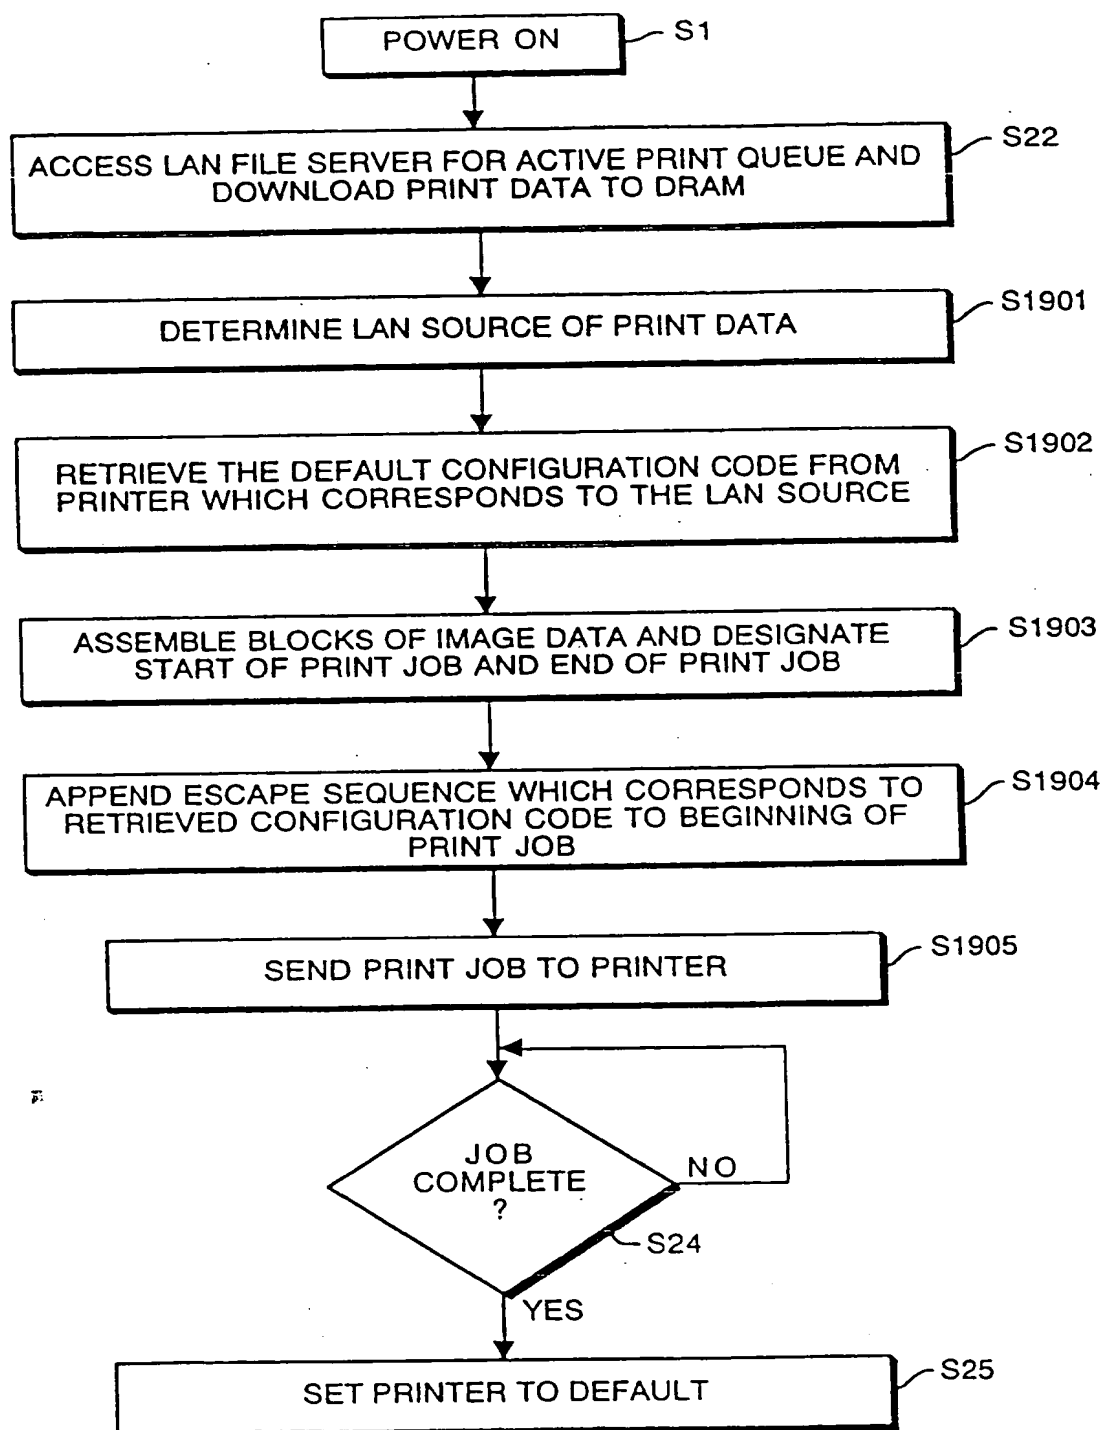 POWER ON
S1
ACCESS LAN FILE SERVER FOR ACTIVE PRINT QUEUE AND
DOWNLOAD PRINT DATA TO DRAM
S22
DETERMINE LAN SOURCE OF PRINT DATA
S1901
RETRIEVE THE DEFAULT CONFIGURATION CODE FROM
PRINTER WHICH CORRESPONDS TO THE LAN SOURCE
S1902
ASSEMBLE BLOCKS OF IMAGE DATA AND DESIGNATE
START OF PRINT JOB AND END OF PRINT JOB
S1903
APPEND ESCAPE SEQUENCE WHICH CORRESPONDS TO
RETRIEVED CONFIGURATION CODE TO BEGINNING OF
PRINT JOB
S1904
SEND PRINT JOB TO PRINTER
S1905
JOB
COMPLETE
?
NO
S24
YES
SET PRINTER TO DEFAULT
S25